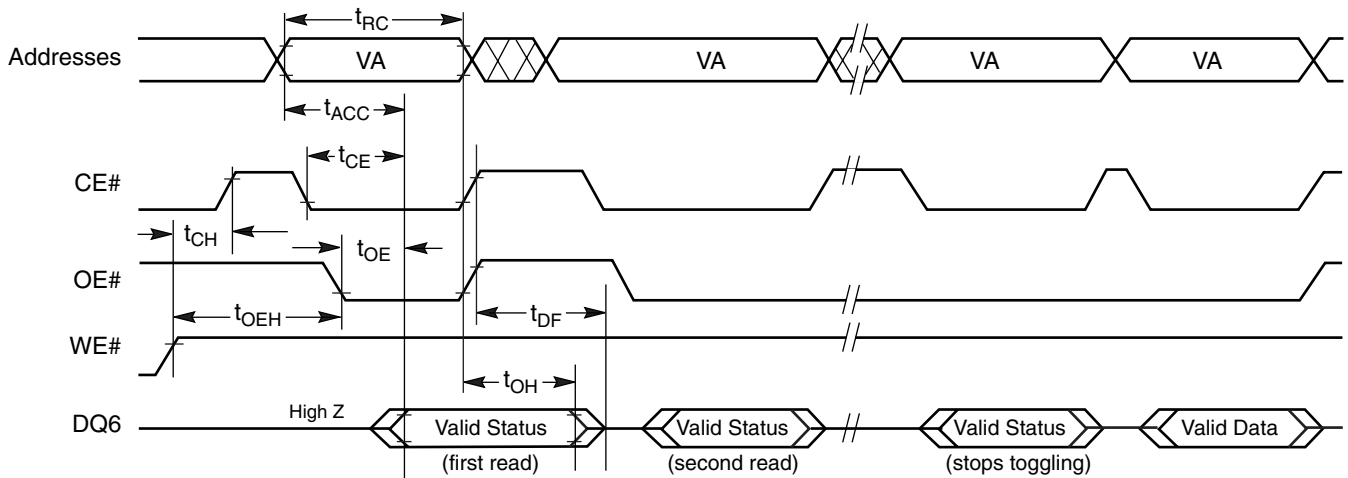 tRC
Addresses VA VA VA VA
tACC
tCE
CE#
tCH tOE
OE#
tOEH tDF
WE#
tOH
High Z
DQ6 Valid Status Valid Status Valid Status Valid Data
(first read) (second read) (stops toggling)